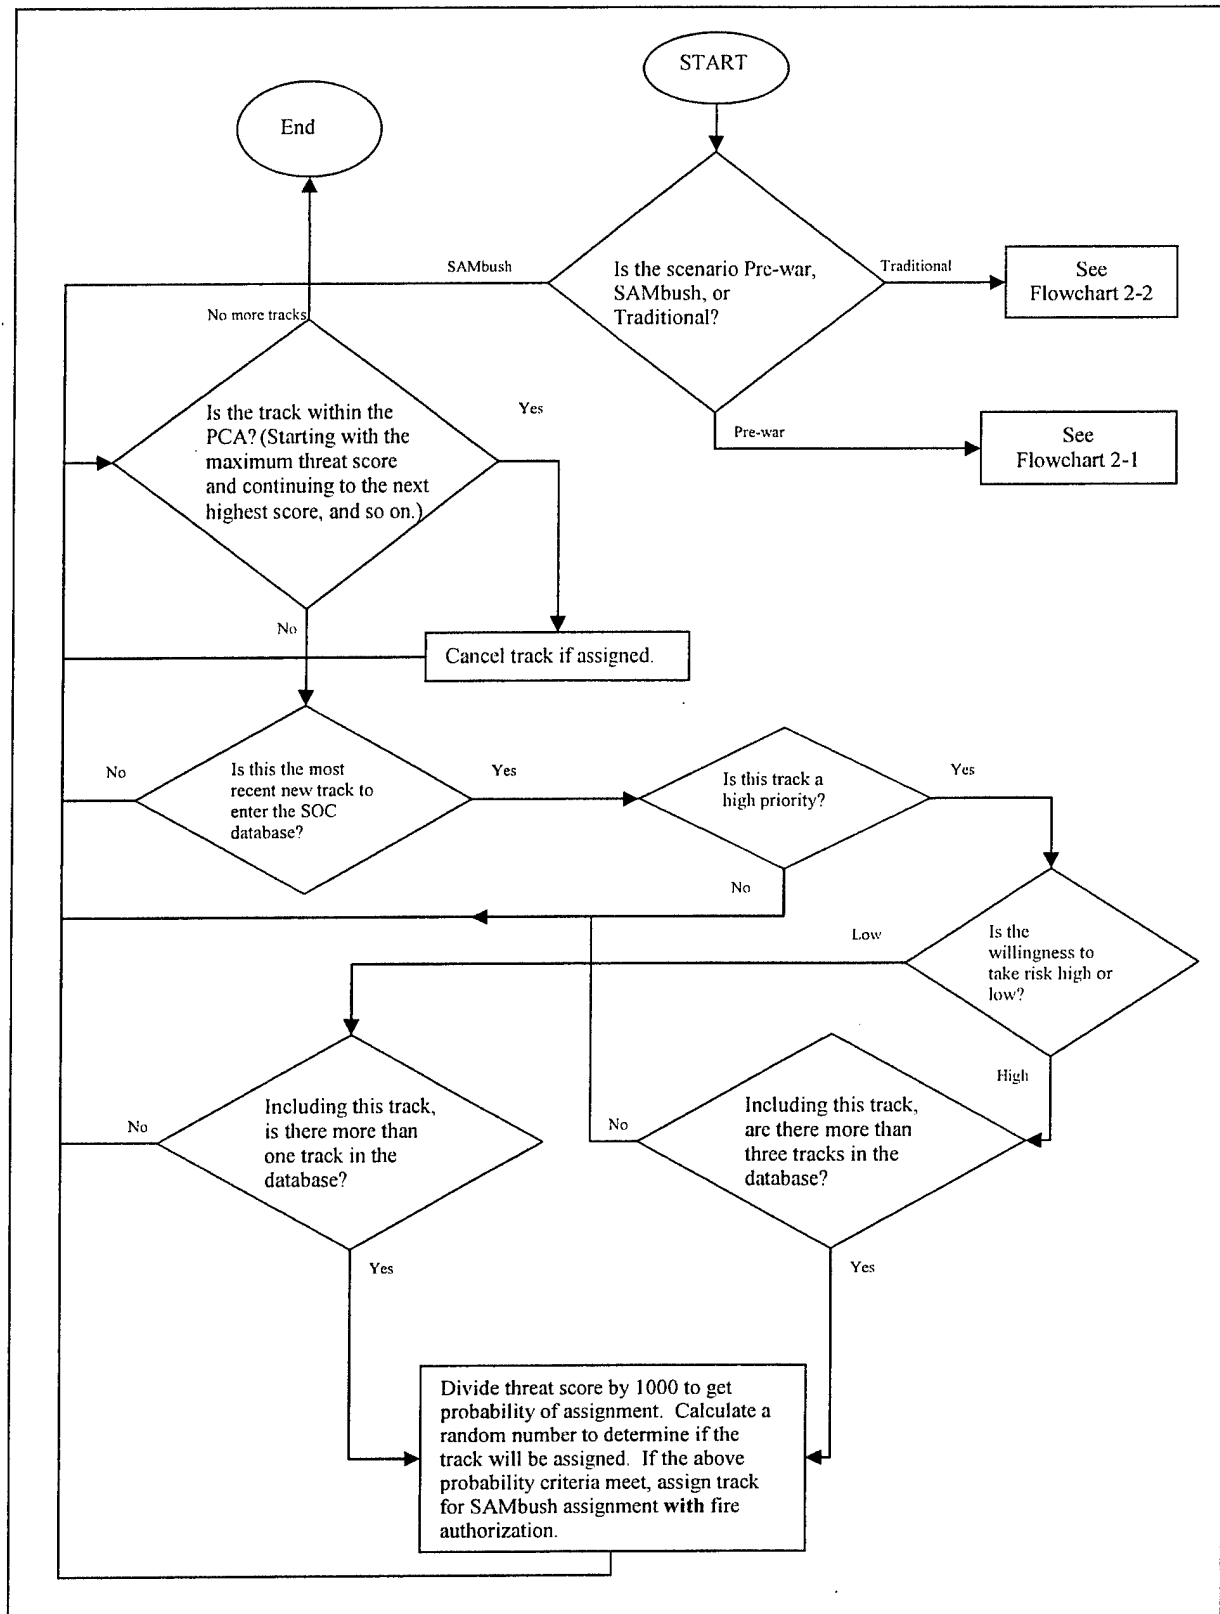 START
End
SAMbush
Is the scenario Pre-war,
SAMbush, or
Traditional?
Traditional
See
Flowchart 2-2
No more tracks
Pre-war
See
Flowchart 2-1
Is the track within the
PCA? (Starting with the
maximum threat score
and continuing to the next
highest score, and so on.)
Yes
No
Cancel track if assigned.
No
Is this the most
recent new track to
enter the SOC
database?
Yes
Is this track a
high priority?
Yes
No
Low
Is the
willingness to
take risk high or
low?
High
No
Including this track,
is there more than
one track in the
database?
No
Including this track,
are there more than
three tracks in the
database?
Yes
Yes
Divide threat score by 1000 to get
probability of assignment. Calculate a
random number to determine if the
track will be assigned. If the above
probability criteria meet, assign track
for SAMbush assignment with fire
authorization.